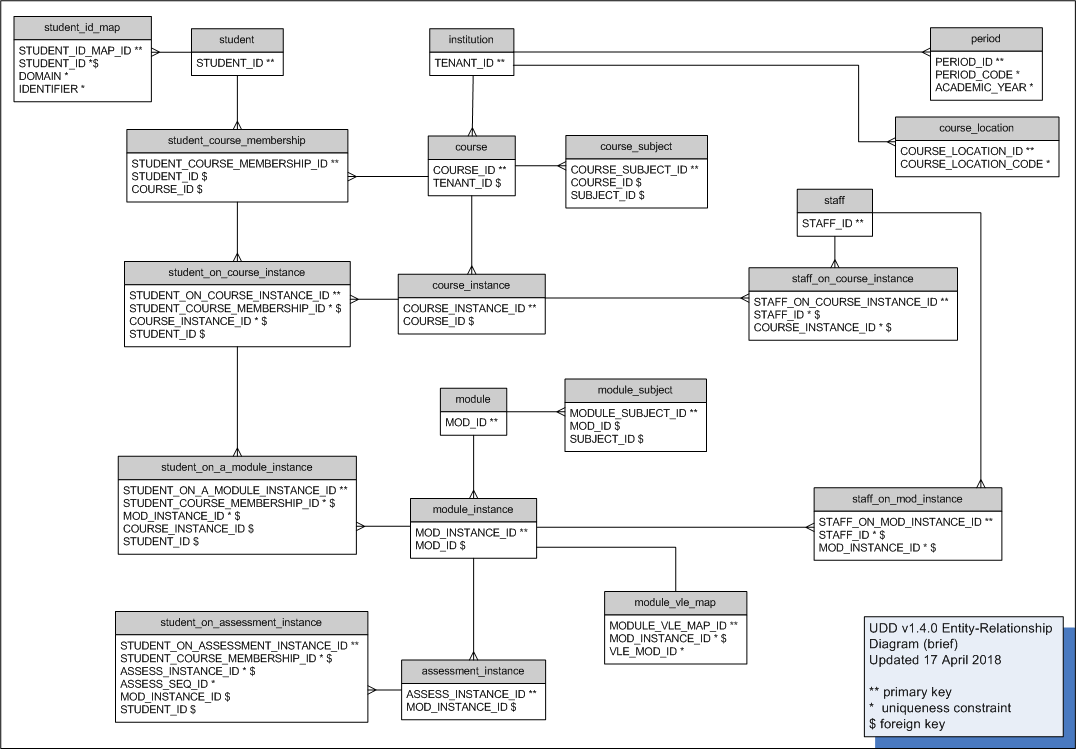 student_id_map
STUDENT_ID_MAP_ID **
STUDENT_ID *$
DOMAIN *
IDENTIFIER *
student
STUDENT_ID **
institution
TENANT_ID **
period
PERIOD_ID **
PERIOD_CODE *
ACADEMIC_YEAR *
course_location
COURSE_LOCATION_ID **
COURSE_LOCATION_CODE *
student_course_membership
STUDENT_COURSE_MEMBERSHIP_ID **
STUDENT_ID $
COURSE_ID $
course
COURSE_ID **
TENANT_ID $
course_subject
COURSE_SUBJECT_ID **
COURSE_ID $
SUBJECT_ID $
staff
STAFF_ID **
student_on_course_instance
STUDENT_ON_COURSE_INSTANCE_ID **
STUDENT_COURSE_MEMBERSHIP_ID * $
COURSE_INSTANCE_ID * $
STUDENT_ID $
course_instance
COURSE_INSTANCE_ID **
COURSE_ID $
staff_on_course_instance
STAFF_ON_COURSE_INSTANCE_ID **
STAFF_ID * $
COURSE_INSTANCE_ID * $
module
MOD_ID **
module_subject
MODULE_SUBJECT_ID **
MOD_ID $
SUBJECT_ID $
student_on_a_module_instance
STUDENT_ON_A_MODULE_INSTANCE_ID **
STUDENT_COURSE_MEMBERSHIP_ID * $
MOD_INSTANCE_ID * $
COURSE_INSTANCE_ID $
STUDENT_ID $
module_instance
MOD_INSTANCE_ID **
MOD_ID $
staff_on_mod_instance
STAFF_ON_MOD_INSTANCE_ID **
STAFF_ID * $
MOD_INSTANCE_ID * $
module_vle_map
MODULE_VLE_MAP_ID **
MOD_INSTANCE_ID * $
VLE_MOD_ID *
student_on_assessment_instance
STUDENT_ON_ASSESSMENT_INSTANCE_ID **
STUDENT_COURSE_MEMBERSHIP_ID * $
ASSESS_INSTANCE_ID * $
ASSESS_SEQ_ID *
MOD_INSTANCE_ID $
STUDENT_ID $
assessment_instance
ASSESS_INSTANCE_ID **
MOD_INSTANCE_ID $
UDD v1.4.0 Entity-Relationship
Diagram (brief)
Updated 17 April 2018
** primary key
* uniqueness constraint
$ foreign key